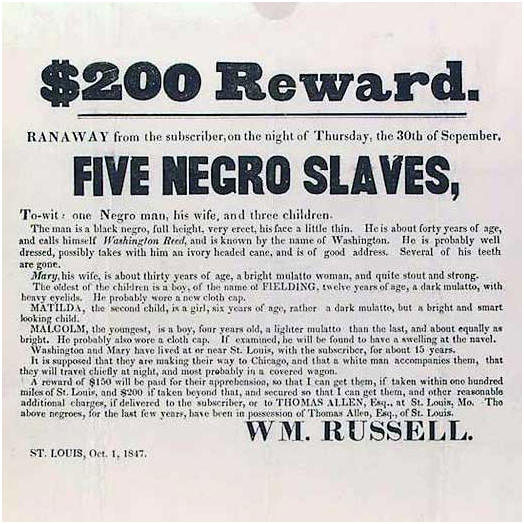 $200 Reward.
RANAWAY from the subscriber, on the night of Thursday, the 30th of Sepember,
FIVE NEGRO SLAVES,
To-wit : one Negro man, his wife, and three children.
The man is a black negro, full height, very erect, his face a little thin. He is about forty years of age,
and calls himself Washington Reed, and is known by the name of Washington. He is probably well
dressed, possibly takes with him an ivory headed cane, and is of good address. Several of his teeth
are gone.
Mary, his wife, is about thirty years of age, a bright mulatto woman, and quite stout and strong.
The oldest of the children is a boy, of the name of FIELDING, twelve years of age, a dark mulatto, with
heavy eyelids. He probably wore a new cloth cap.
MATILDA, the second child, is a girl, six years of age, rather a dark mulatto, but a bright and smart
looking child.
MALCOLM, the youngest, is a boy, four years old, a lighter mulatto than the last, and about equally as
bright. He probably also wore a cloth cap. If examined, he will be found to have a swelling at the navel.
Washington and Mary have lived at or near St. Louis, with the subscriber, for about 15 years.
It is supposed that they are making their way to Chicago, and that a white man accompanies them, that
they will travel chiefly at night, and most probably in a covered wagon.
A reward of $150 will be paid for their apprehension, so that I can get them, if taken within one hundred
miles of St. Louis, and $200 if taken beyond that, and secured so that I can get them, and other reasonable
additional charges, if delivered to the subscriber, or to THOMAS ALLEN, Esq., at St. Louis, Mo. The
above negroes, for the last few years, have been in possession of Thomas Allen, Esq., of St. Louis.
WM. RUSSELL.
ST. LOUIS, Oct. 1, 1847.